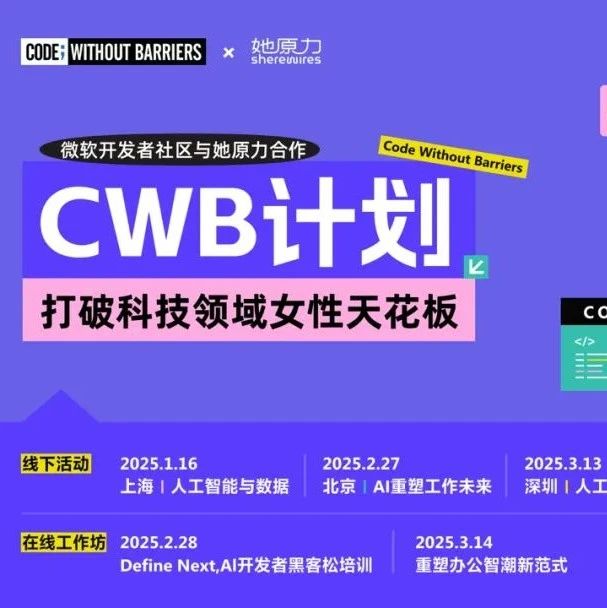 CODE; WITHOUT BARRIERS × 她原力
sherewires
微软开发者社区与她原力合作
Code Without Barriers
CWB计划
打破科技领域女性天花板
CO
</>
线下活动
2025.1.16
上海 | 人工智能与数据
2025.2.27
北京 | AI重塑工作未来
2025.3.13
深圳 | 人工
在线工作坊
2025.2.28
Define Next,AI开发者黑客松培训
2025.3.14
重塑办公智潮新范式